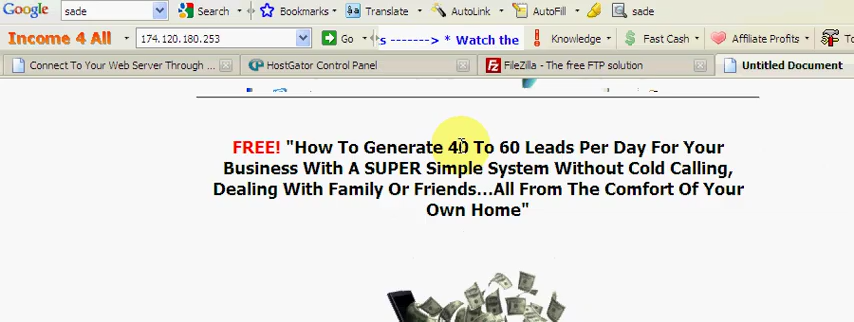 Google sade Search Bookmarks Translate AutoLink AutoFill sade
Income 4 All 174.120.180.253 Go s -------> * Watch the Knowledge Fast Cash Affiliate Profits To
Connect To Your Web Server Through ... HostGator Control Panel FileZilla - The free FTP solution Untitled Document
FREE! "How To Generate 40 To 60 Leads Per Day For Your
Business With A SUPER Simple System Without Cold Calling,
Dealing With Family Or Friends...All From The Comfort Of Your
Own Home"